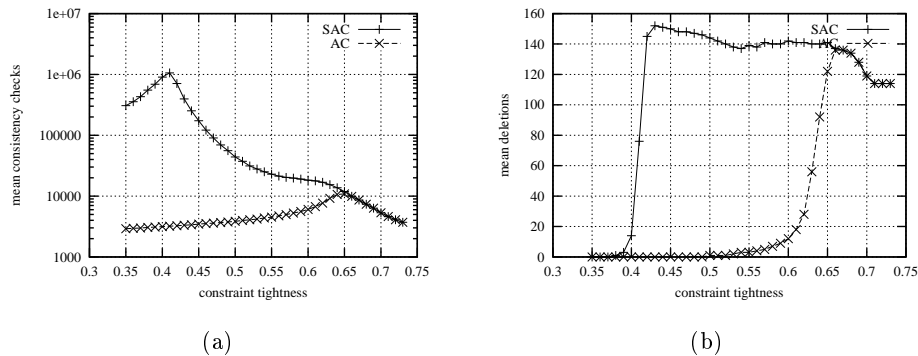 1e+07
1e+06
100000
10000
1000
mean consistency checks
0.3 0.35 0.4 0.45 0.5 0.55 0.6 0.65 0.7 0.75
constraint tightness
SAC
AC
(a)
160
140
120
100
80
60
40
20
0
mean deletions
0.3 0.35 0.4 0.45 0.5 0.55 0.6 0.65 0.7 0.75
constraint tightness
SAC
(b)